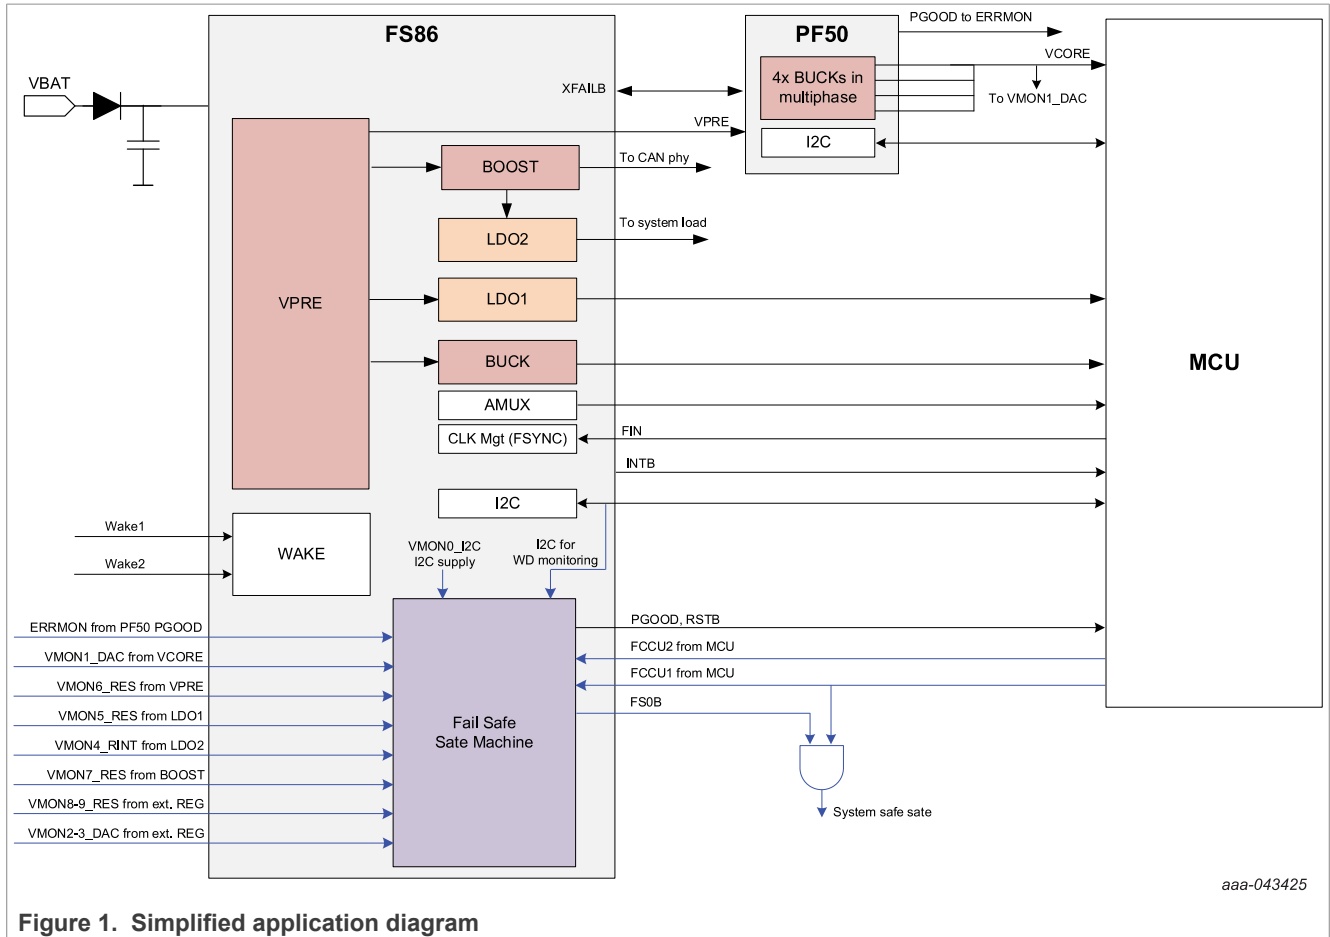 FS86
PF50
PGOOD to ERRMON
VCORE
To VMON1_DAC
4x BUCKs in
multiphase
I2C
XFAILB
VPRE
VBAT
VPRE
BOOST
To CAN phy
LDO2
To system load
LDO1
BUCK
AMUX
CLK Mgt (FSYNC)
FIN
INTB
I2C
MCU
Wake1
Wake2
WAKE
VMON0_I2C
I2C supply
I2C for
WD monitoring
ERRMON from PF50 PGOOD
VMON1_DAC from VCORE
VMON6_RES from VPRE
VMON5_RES from LDO1
VMON4_RINT from LDO2
VMON7_RES from BOOST
VMON8-9_RES from ext. REG
VMON2-3_DAC from ext. REG
Fail Safe
Sate Machine
PGOOD, RSTB
FCCU2 from MCU
FCCU1 from MCU
FS0B
System safe sate
aaa-043425
Figure 1. Simplified application diagram